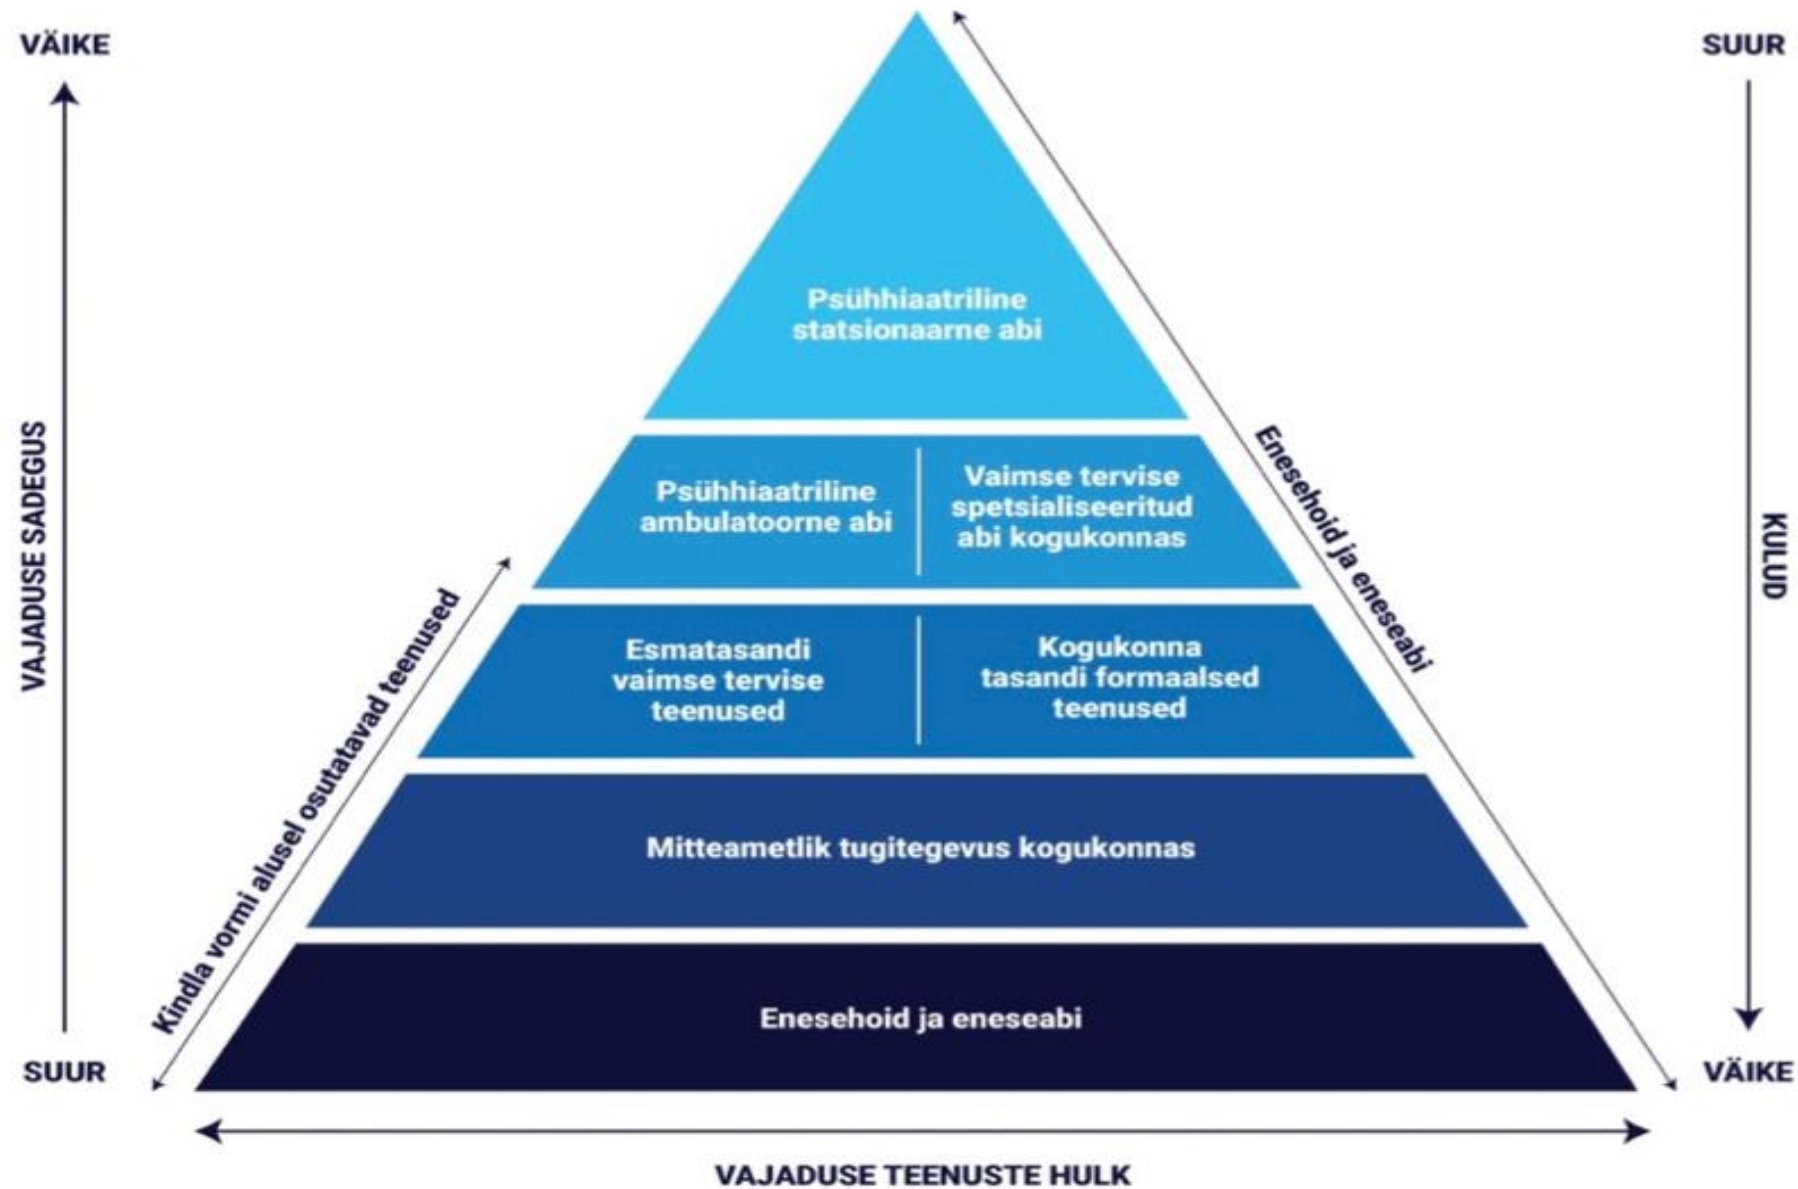 VÄIKE
SUUR
Psühhiaatriline
statsionaarne abi
VAJADUSE SADEGUS
Kindla vormi alusel osutatavad teenused
Psühhiaatriline
ambulatoorne abi
Vaimse tervise
spetsialiseeritud
abi kogukonnas
Enesehoid ja eneseabi
KULUD
Esmatasandi
vaimse tervise
teenused
Kogukonna
tasandi formaalsed
teenused
Mitteametlik tugitegevus kogukonnas
Enesehoid ja eneseabi
SUUR
VÄIKE
VAJADUSE TEENUSTE HULK